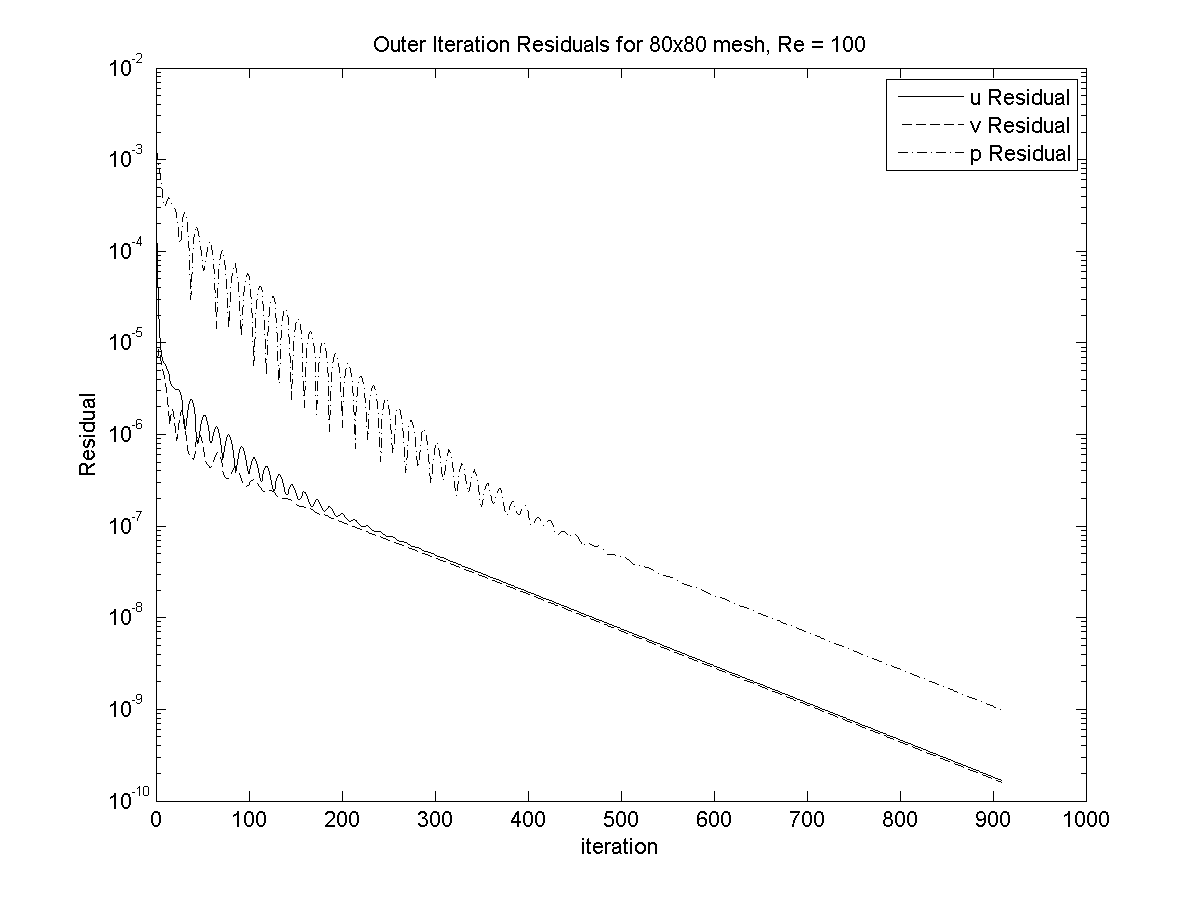 Outer Iteration Residuals for 80x80 mesh, Re = 100
u Residual
v Residual
p Residual
10^-2
10^-3
10^-4
10^-5
10^-6
10^-7
10^-8
10^-9
10^-10
Residual
0 100 200 300 400 500 600 700 800 900 1000
iteration